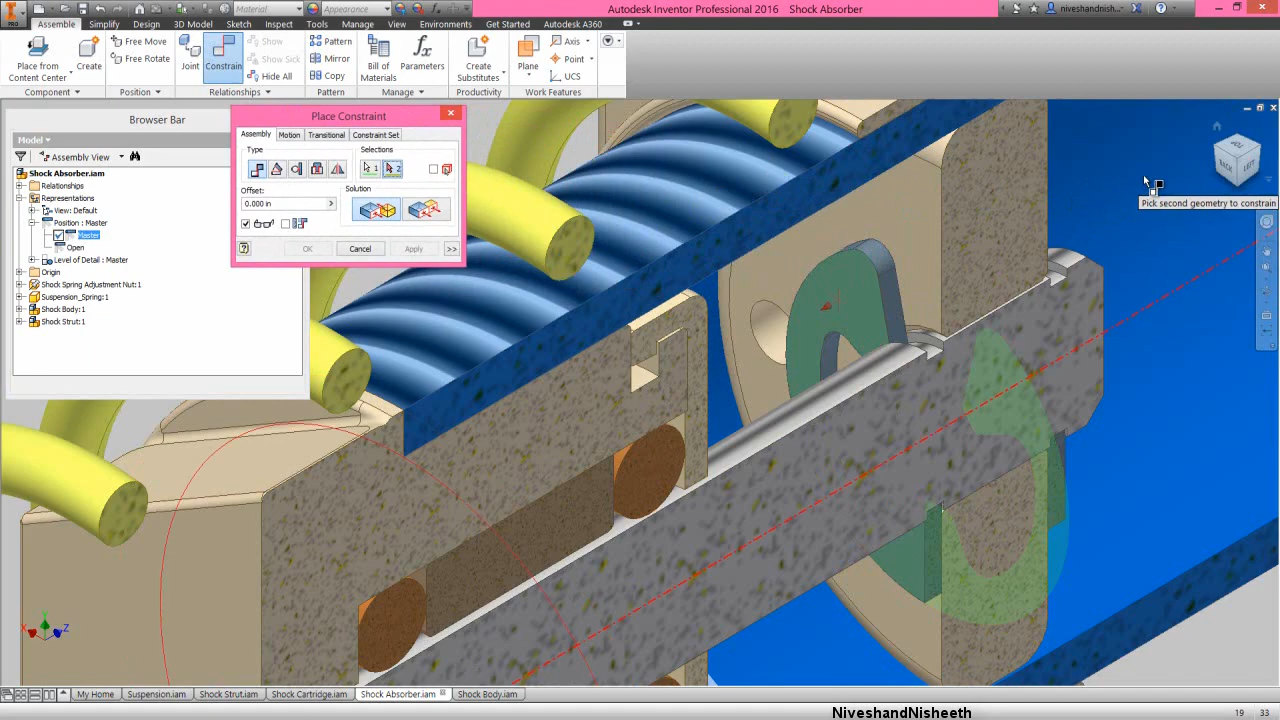 Autodesk Inventor Professional 2016   Shock Absorber
Material
Appearance
niveshandnish...
PRO
Assemble Simplify Design 3D Model Sketch Inspect Tools Manage View Environments Get Started Autodesk A360
Place from Content Center
Create
Free Move
Free Rotate
Joint
Constrain
Show
Show Sick
Hide All
Pattern
Mirror
Copy
Bill of Materials
Parameters
Create Substitutes
Plane
Axis
Point
UCS
Component Position Relationships Pattern Manage Productivity Work Features
Browser Bar
Model
Assembly View
Shock Absorber.iam
Relationships
Representations
View: Default
Position : Master
Master
Open
Level of Detail : Master
Origin
Shock Spring Adjustment Nut:1
Suspension_Spring:1
Shock Body:1
Shock Strut:1
Place Constraint
Assembly Motion Transitional Constraint Set
Type
Selections
1
2
Offset:
0.000 in
Solution
OK Cancel Apply >>
Pick second geometry to constrain
X Y Z
My Home Suspension.iam Shock Strut.iam Shock Cartridge.iam Shock Absorber.iam Shock Body.iam
NiveshandNisheeth
19 33